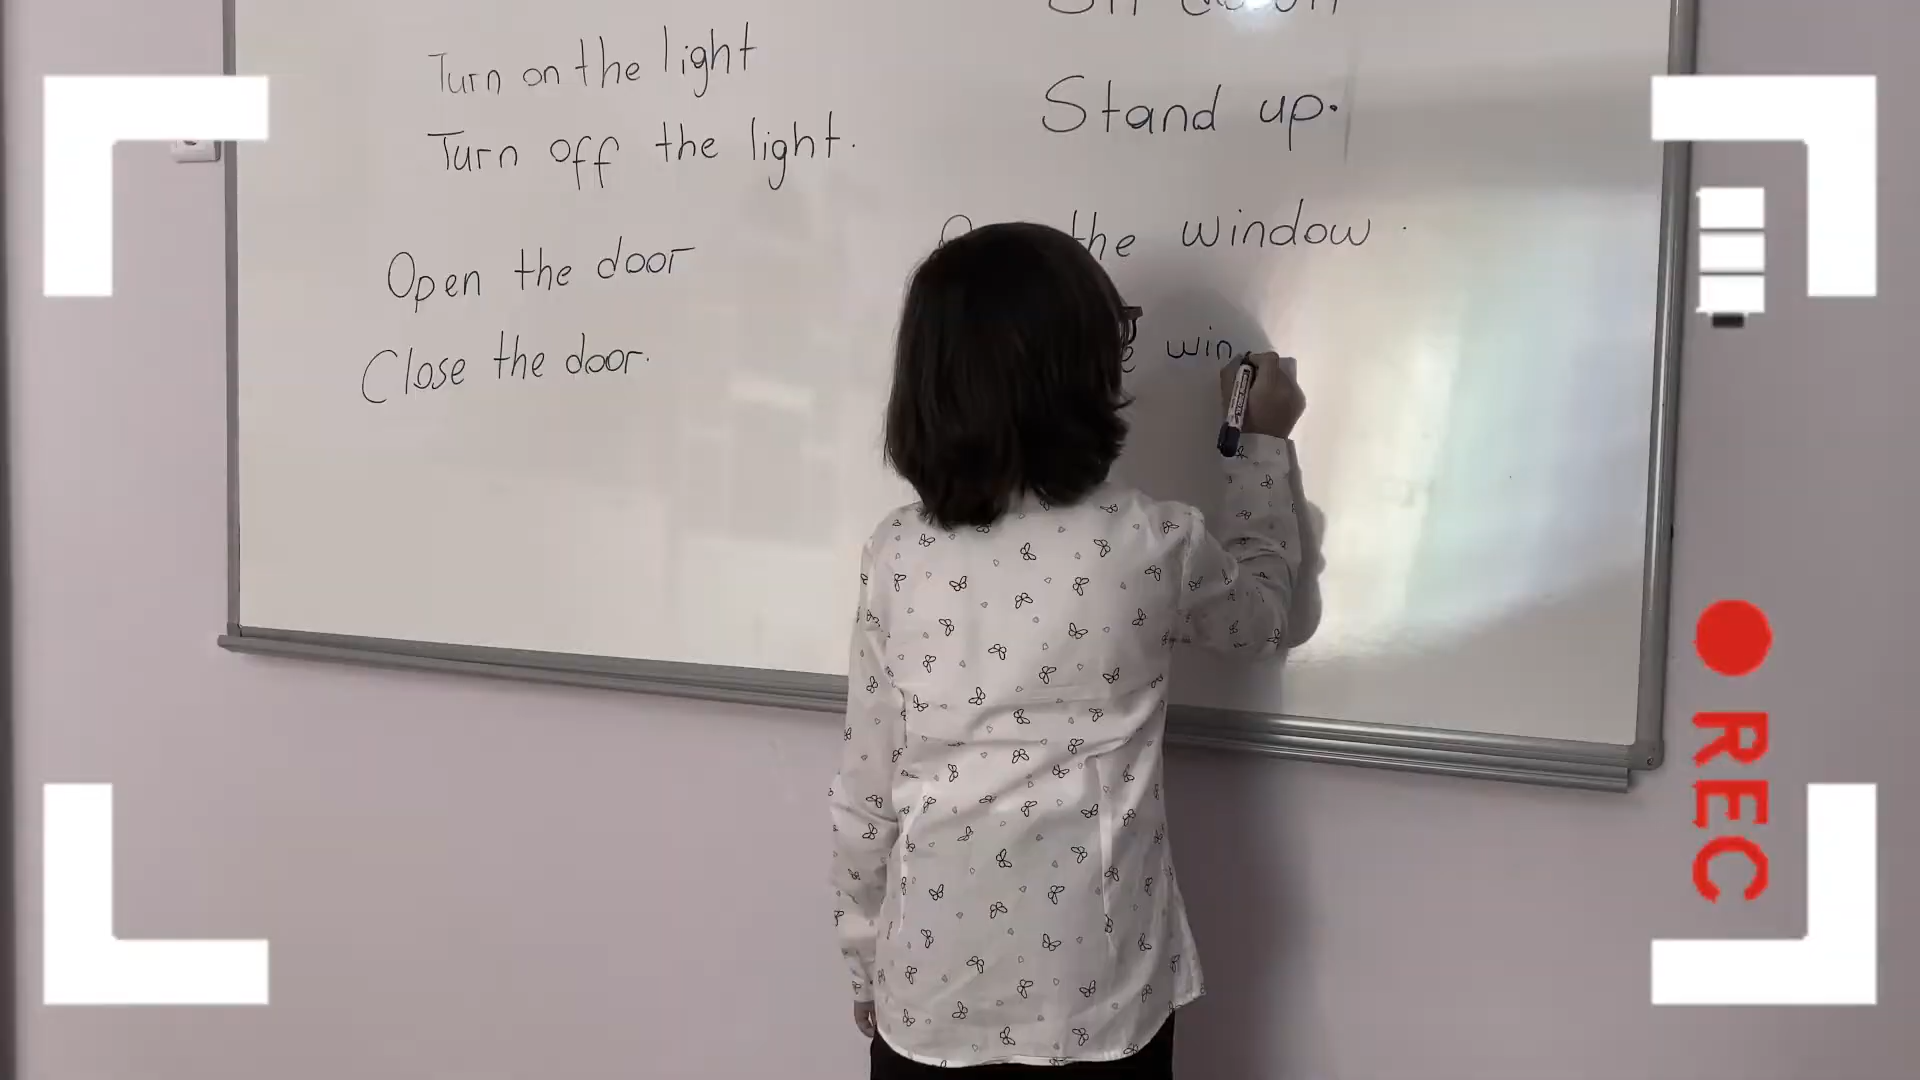 Turn on the light
Turn off the light.
Open the door
Close the door.
Stand up.
the window.
win
REC